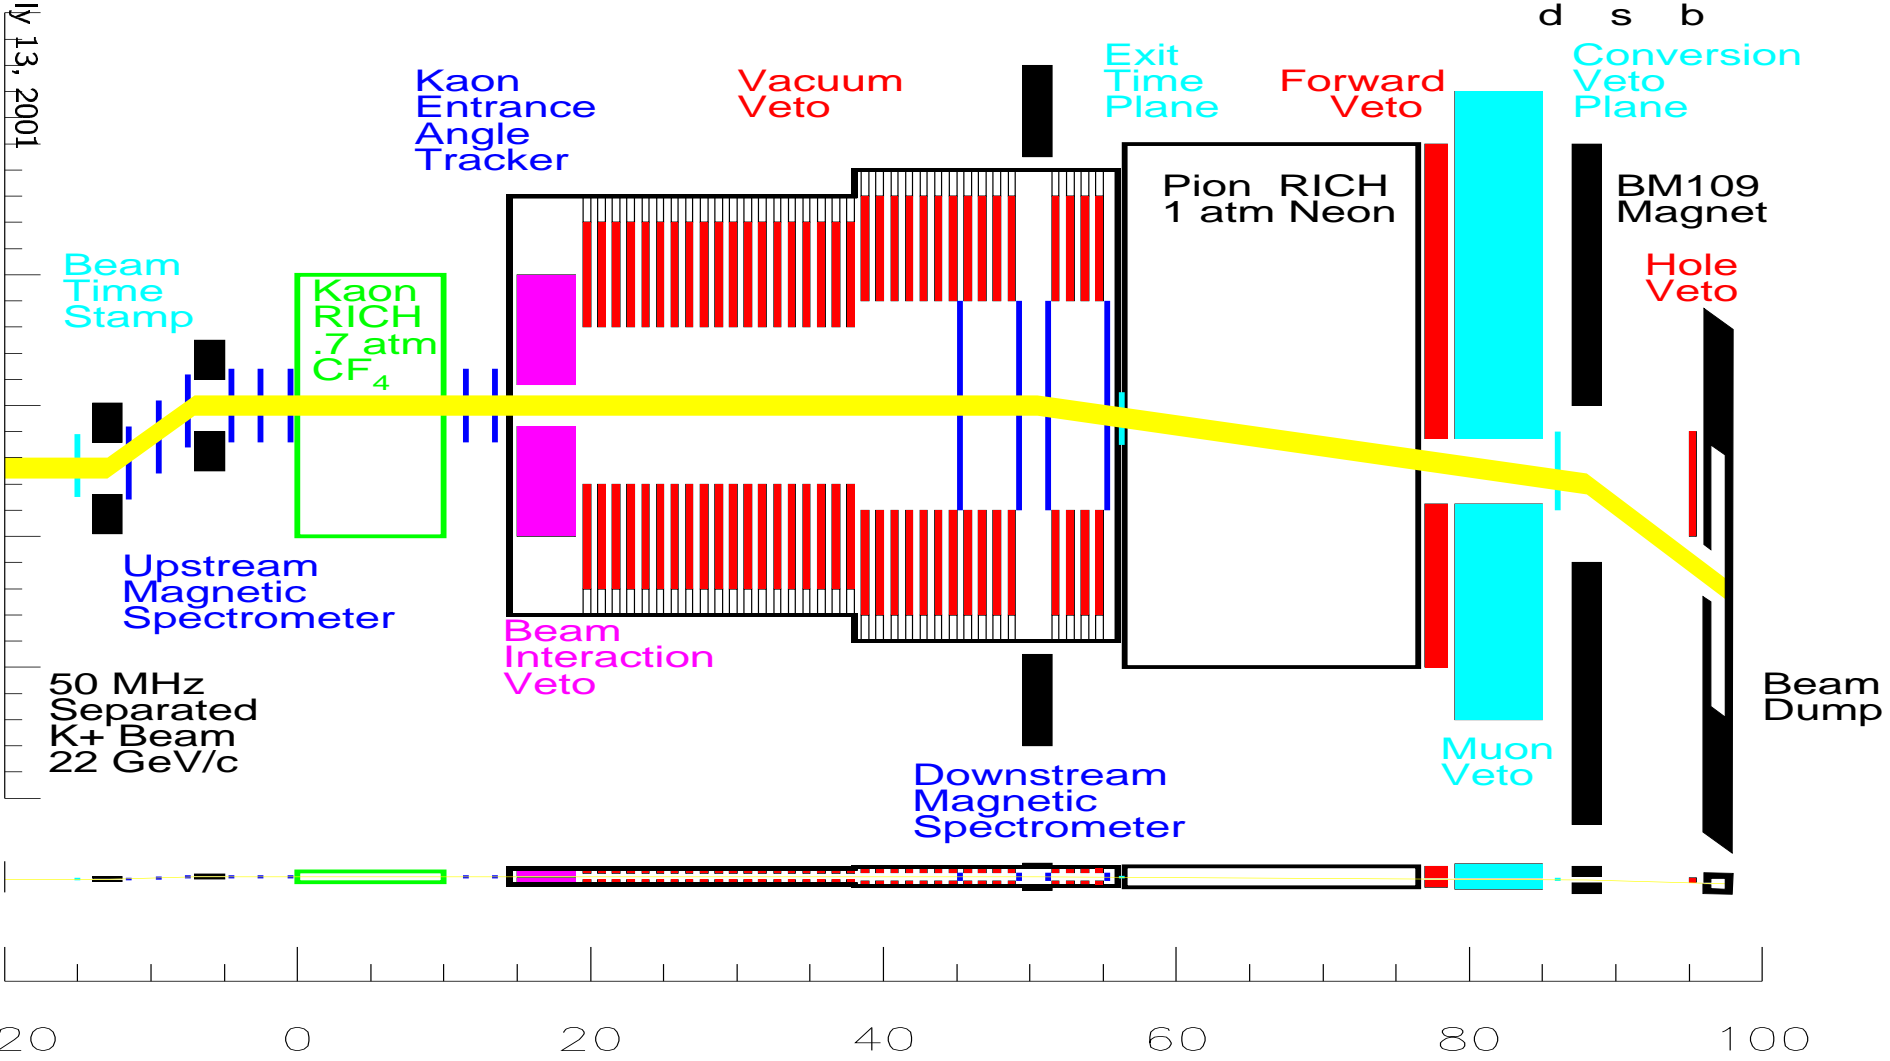 d s b
ly 13, 2001
Kaon
Entrance
Angle
Tracker
Vacuum
Veto
Exit
Time
Plane
Forward
Veto
Conversion
Veto
Plane
Pion RICH
1 atm Neon
BM109
Magnet
Beam
Time
Stamp
Kaon
RICH
.7 atm
CF4
Hole
Veto
Upstream
Magnetic
Spectrometer
Beam
Interaction
Veto
50 MHz
Separated
K+ Beam
22 GeV/c
Beam
Dump
Muon
Veto
Downstream
Magnetic
Spectrometer
20 0 20 40 60 80 100